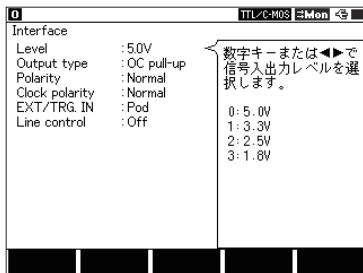 0
TTL/C-MOS ⇄Mon
Interface
Level :5.0V
Output type :OC pull-up
Polarity :Normal
Clock polarity :Normal
EXT/TRG. IN :Pod
Line control :Off
数字キーまたは◀▶で
信号入出力レベルを選
択します。
0: 5.0V
1: 3.3V
2: 2.5V
3: 1.8V